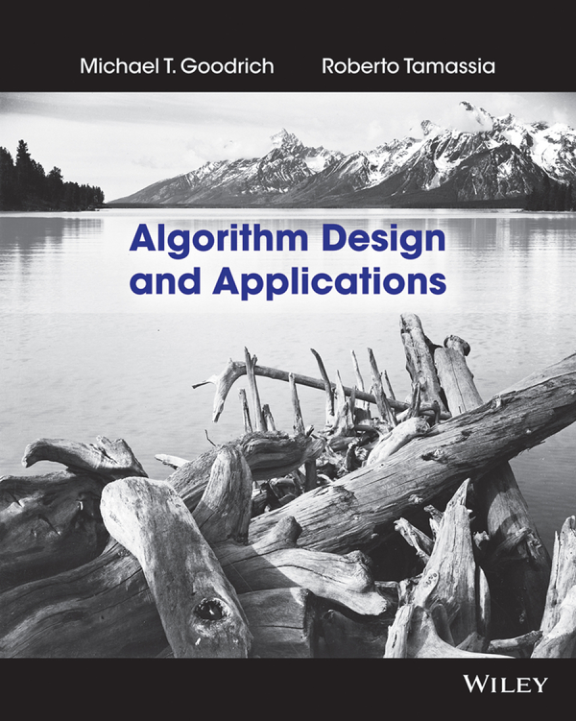 Michael T. Goodrich Roberto Tamassia
Algorithm Design
and Applications
WILEY